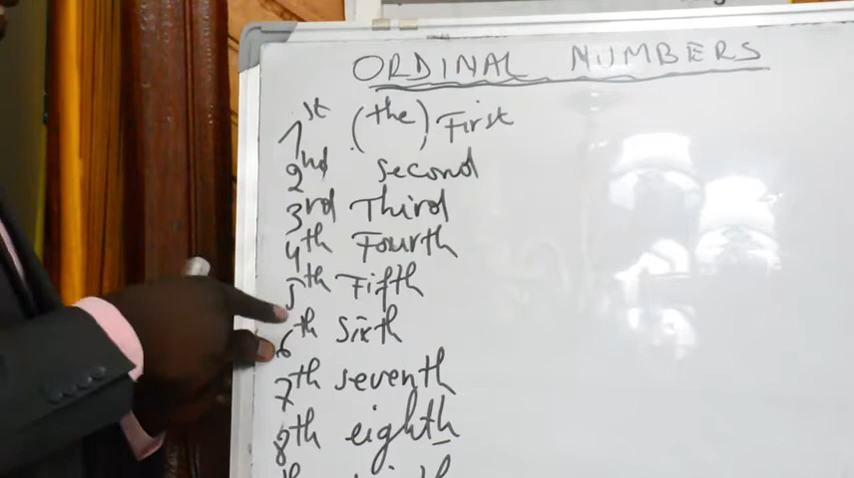 ORDINAL NUMBERS
1st (the) First
2nd second
3rd Third
4th Fourth
5th Fifth
6th Sixth
7th seventh
8th eighth